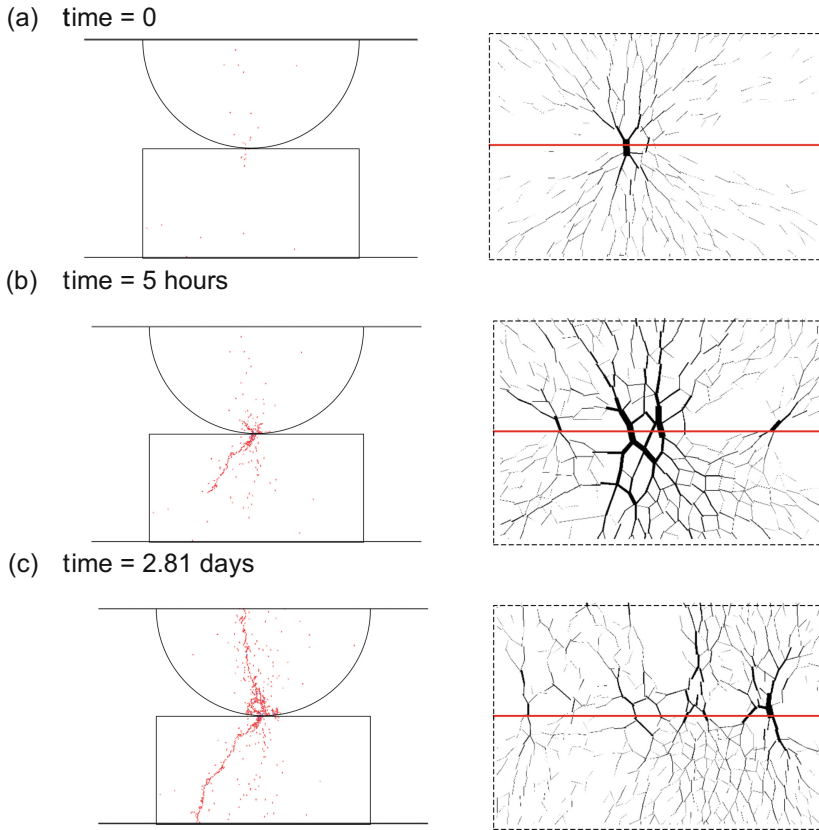 (a) time = 0
(b) time = 5 hours
(c) time = 2.81 days